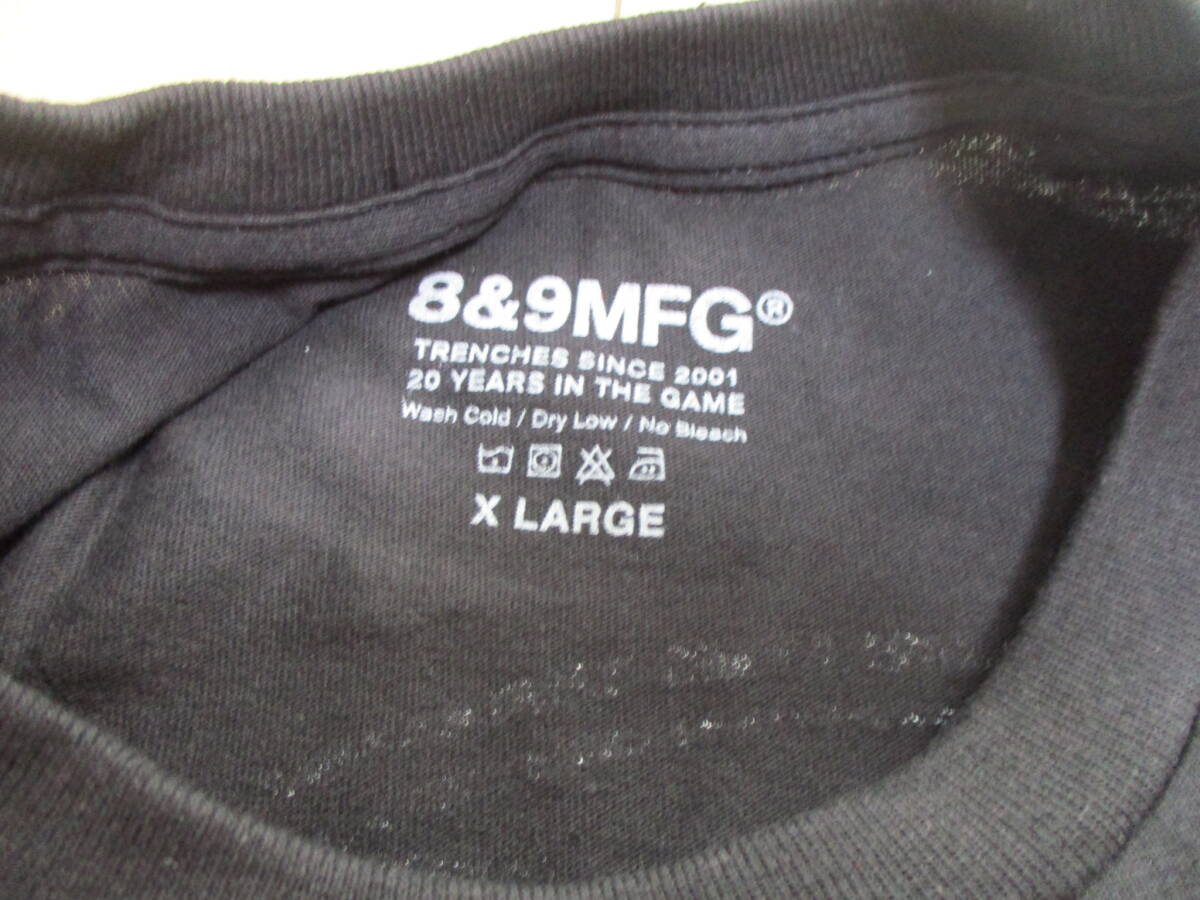 8&9MFG®
TRENCHES SINCE 2001
20 YEARS IN THE GAME
Wash Cold / Dry Low / No Bleach
X LARGE